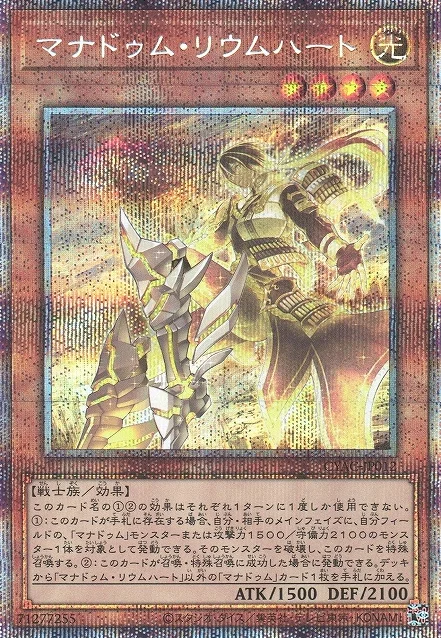 マナドゥム・リウムハート
光
CYAC-JP012
【戦士族／効果】
このカード名の①②の効果はそれぞれ1ターンに1度しか使用できない。
①：このカードが手札に存在する場合、自分・相手のメインフェイズに、自分フィ
ールドの、「マナドゥム」モンスターまたは攻撃力1500／守備力2100のモン
スター1体を対象として発動できる。そのモンスターを破壊し、このカードを特殊
召喚する。②：このカードが召喚・特殊召喚に成功した場合に発動できる。デッキ
から「マナドゥム・リウムハート」以外の「マナドゥム」カード1枚を手札に加える。
ATK/1500 DEF/2100
71277255
©スタジオ・ダイス／集英社・テレビ東京・KONAMI